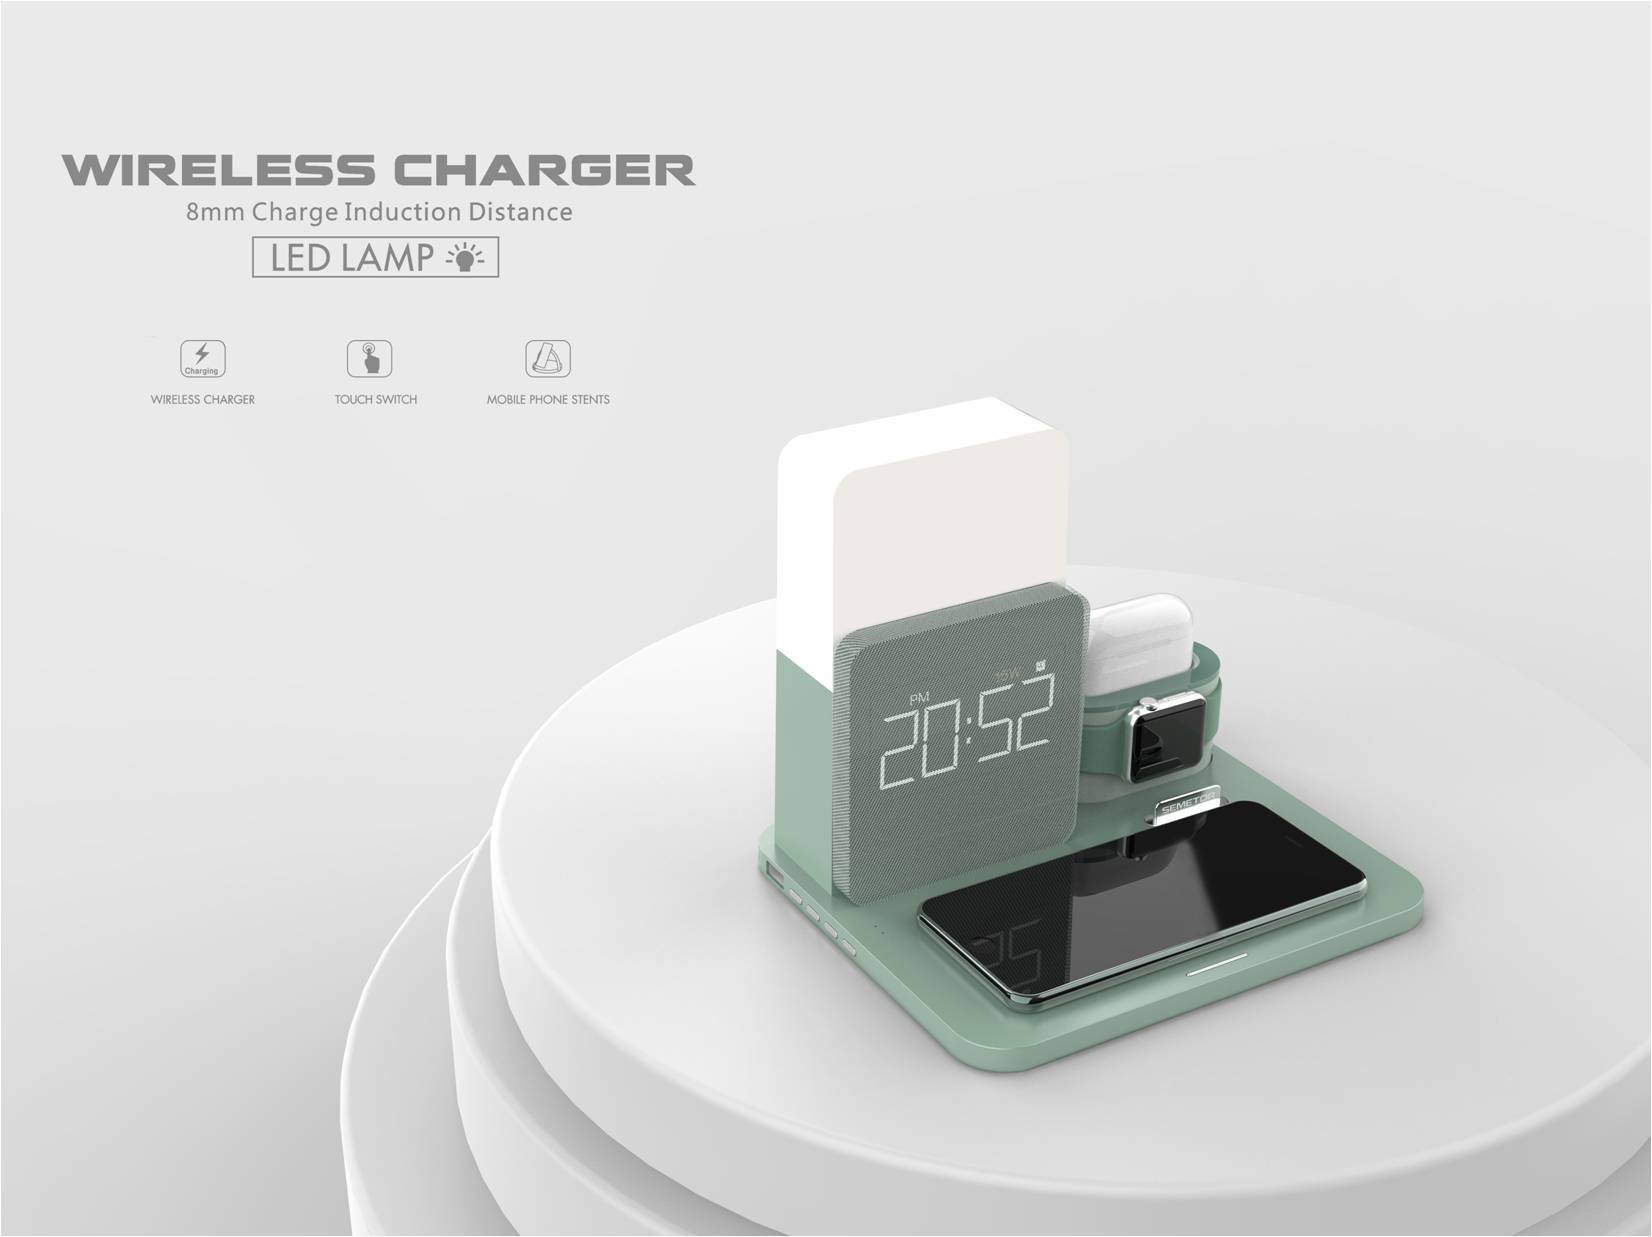 WIRELESS CHARGER
8mm Charge Induction Distance
LED LAMP
Charging
WIRELESS CHARGER
TOUCH SWITCH
MOBILE PHONE STENTS
15W
PM
20:52
SEMETOR